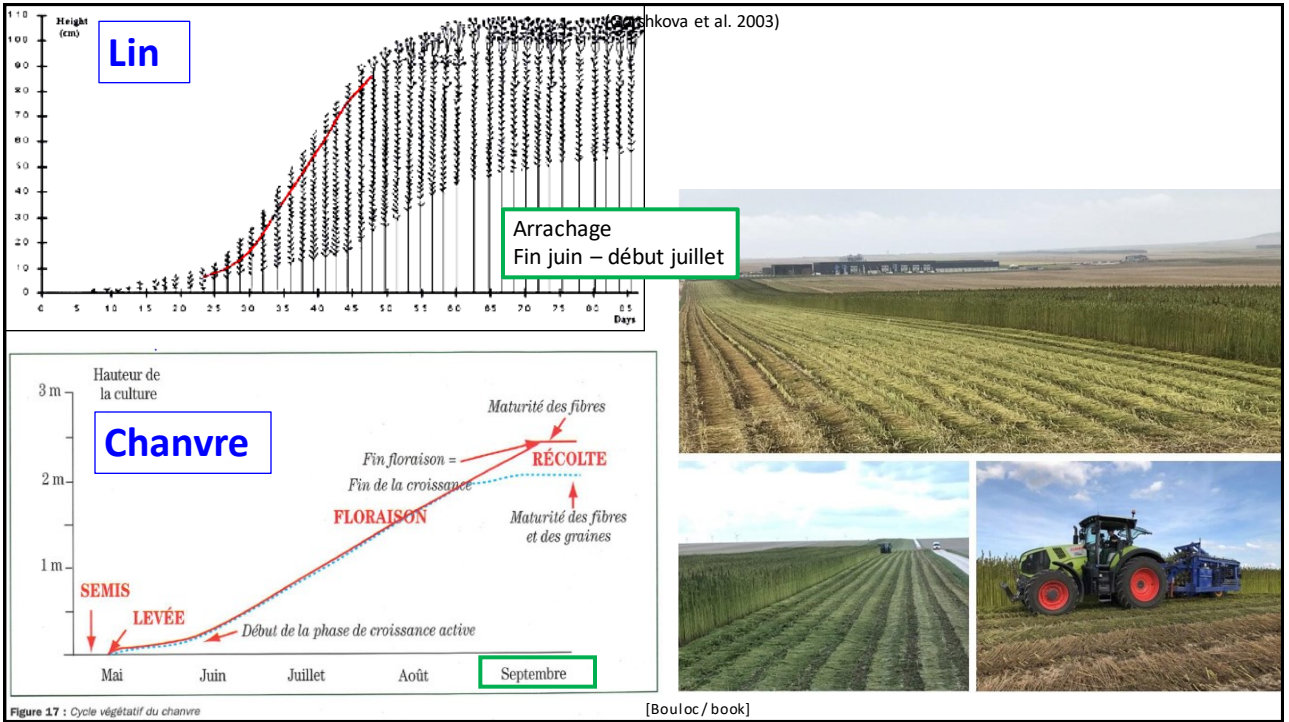 110
Height
(cm)
100
90
80
70
60
50
40
30
20
10
0
0 5 10 15 20 25 30 35 40 45 50 55 60 65 70 75 80 85
Days
Lin
et al. 2003)
Arrachage
Fin juin – début juillet
Hauteur de
la culture
3 m
2 m
1 m
Chanvre
Maturité des fibres
Fin floraison =
RÉCOLTE
Fin de la croissance
FLORAISON
Maturité des fibres
et des graines
SEMIS
LEVÉE
Début de la phase de croissance active
Mai Juin Juillet Août Septembre
Figure 17 : Cycle végétatif du chanvre
[Bouloc / book]